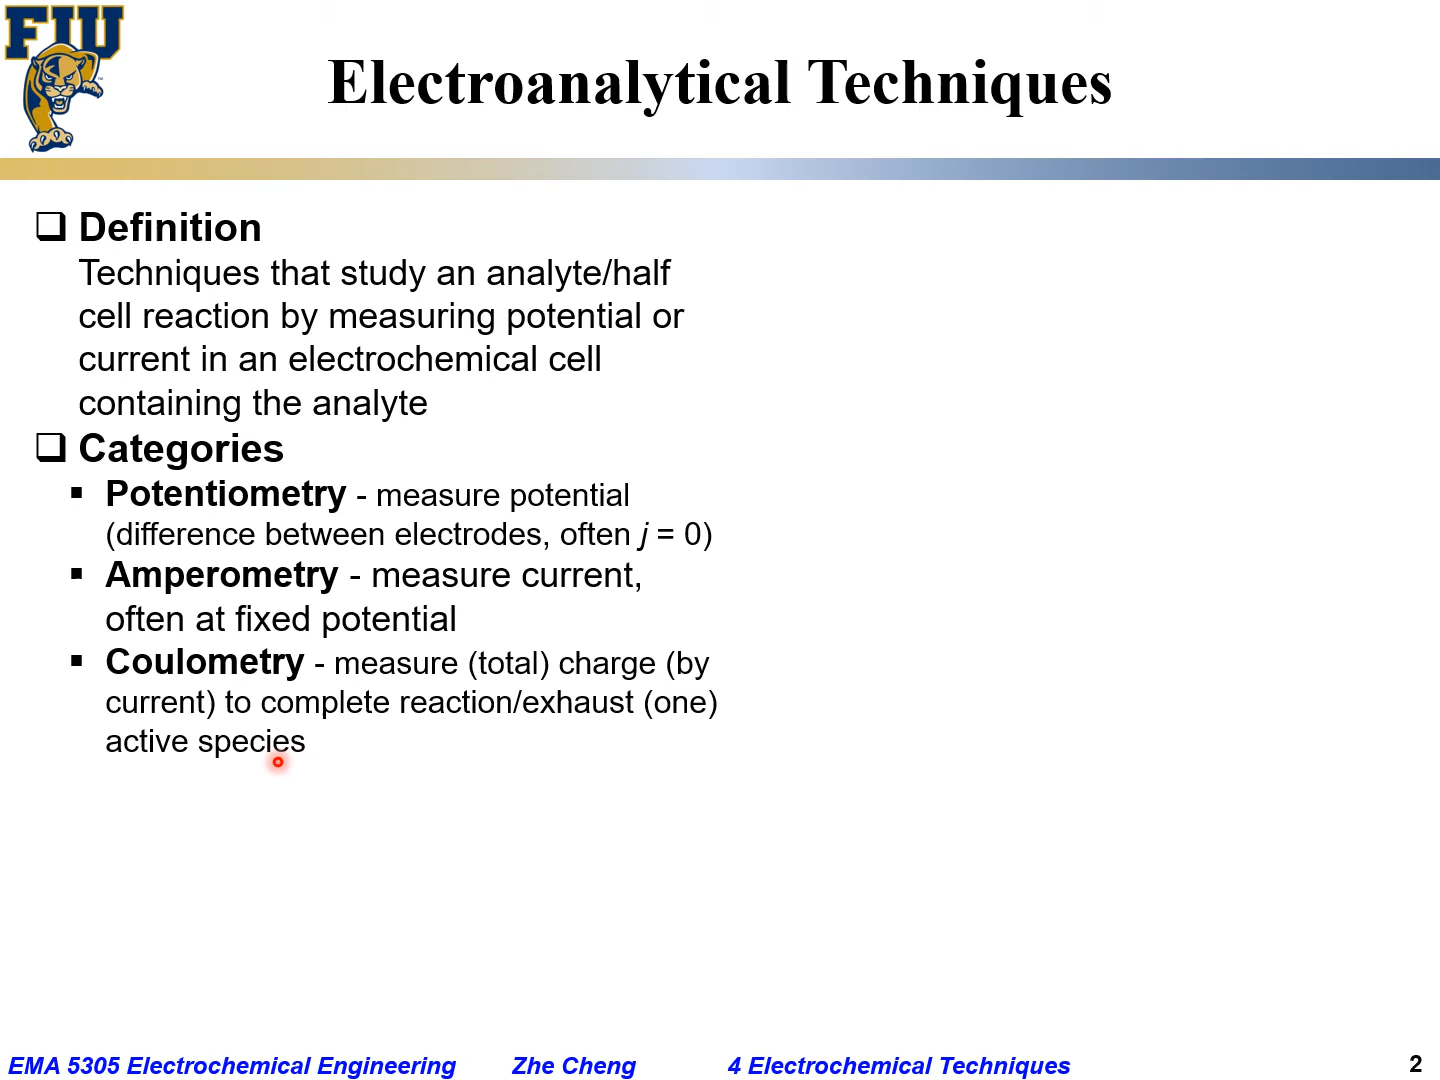 FIU
Electroanalytical Techniques
❑ Definition
Techniques that study an analyte/half
cell reaction by measuring potential or
current in an electrochemical cell
containing the analyte
❑ Categories
▪ Potentiometry - measure potential
(difference between electrodes, often j = 0)
▪ Amperometry - measure current,
often at fixed potential
▪ Coulometry - measure (total) charge (by
current) to complete reaction/exhaust (one)
active species
EMA 5305 Electrochemical Engineering Zhe Cheng 4 Electrochemical Techniques 2